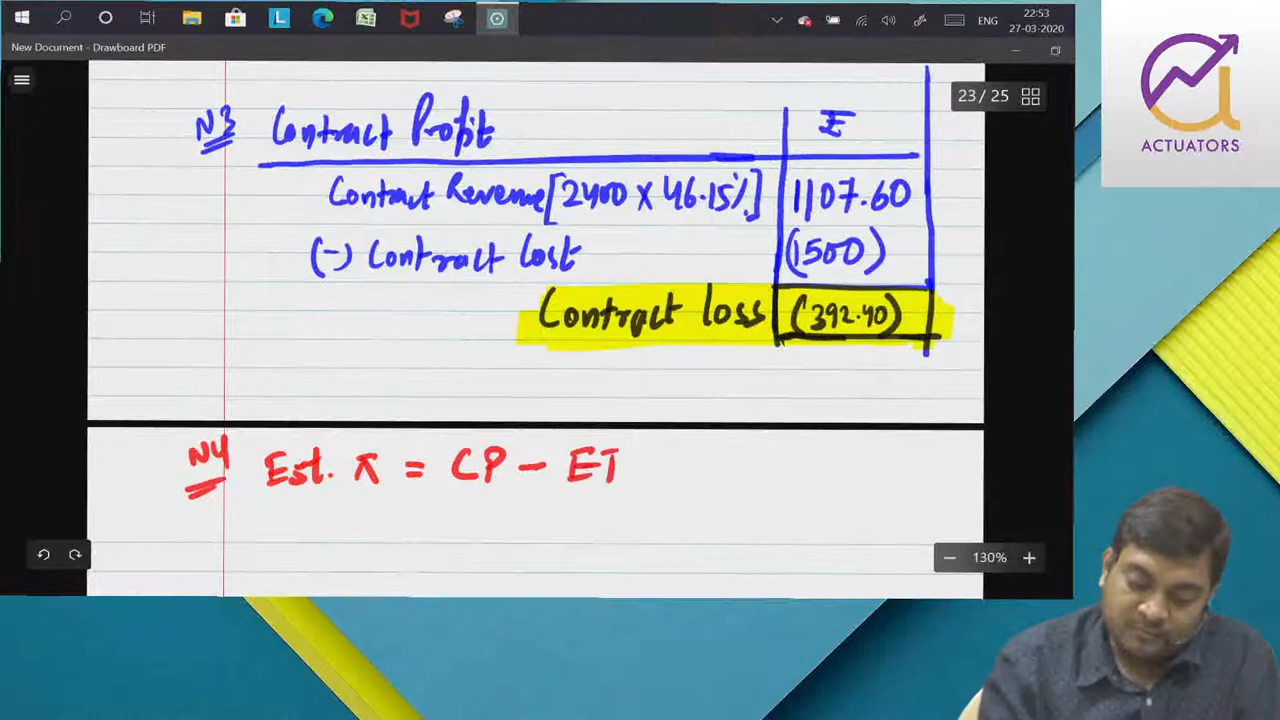 22:53
ENG
27-03-2020
New Document - Drawboard PDF
23 / 25
ACTUATORS
N3 Contract Profit ₹
Contract Revenue [2400 x 46.15%] 1107.60
(-) Contract Cost (1500)
Contract loss (392.40)
N4 Est. π = CP - ET
130%